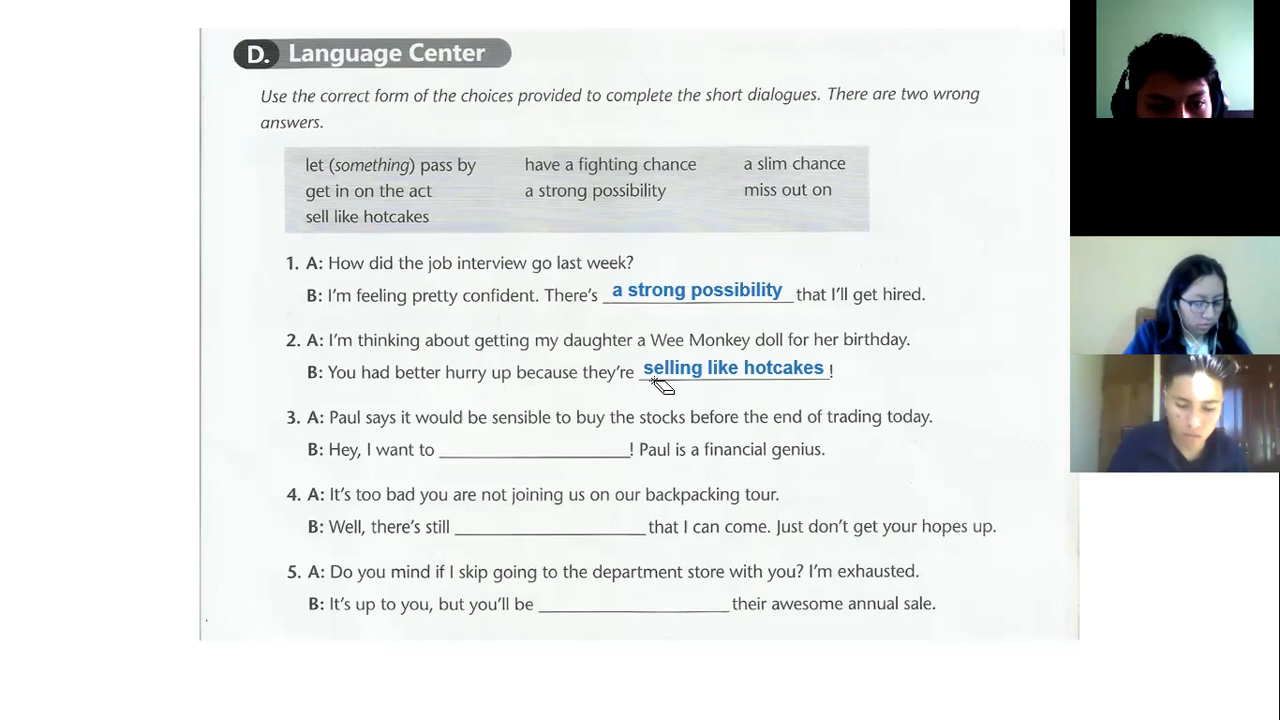 D. Language Center
Use the correct form of the choices provided to complete the short dialogues. There are two wrong
answers.
let (something) pass by have a fighting chance a slim chance
get in on the act a strong possibility miss out on
sell like hotcakes
1. A: How did the job interview go last week?
B: I'm feeling pretty confident. There's a strong possibility that I'll get hired.
2. A: I'm thinking about getting my daughter a Wee Monkey doll for her birthday.
B: You had better hurry up because they're selling like hotcakes !
3. A: Paul says it would be sensible to buy the stocks before the end of trading today.
B: Hey, I want to ____________________! Paul is a financial genius.
4. A: It's too bad you are not joining us on our backpacking tour.
B: Well, there's still ____________________ that I can come. Just don't get your hopes up.
5. A: Do you mind if I skip going to the department store with you? I'm exhausted.
B: It's up to you, but you'll be ____________________ their awesome annual sale.